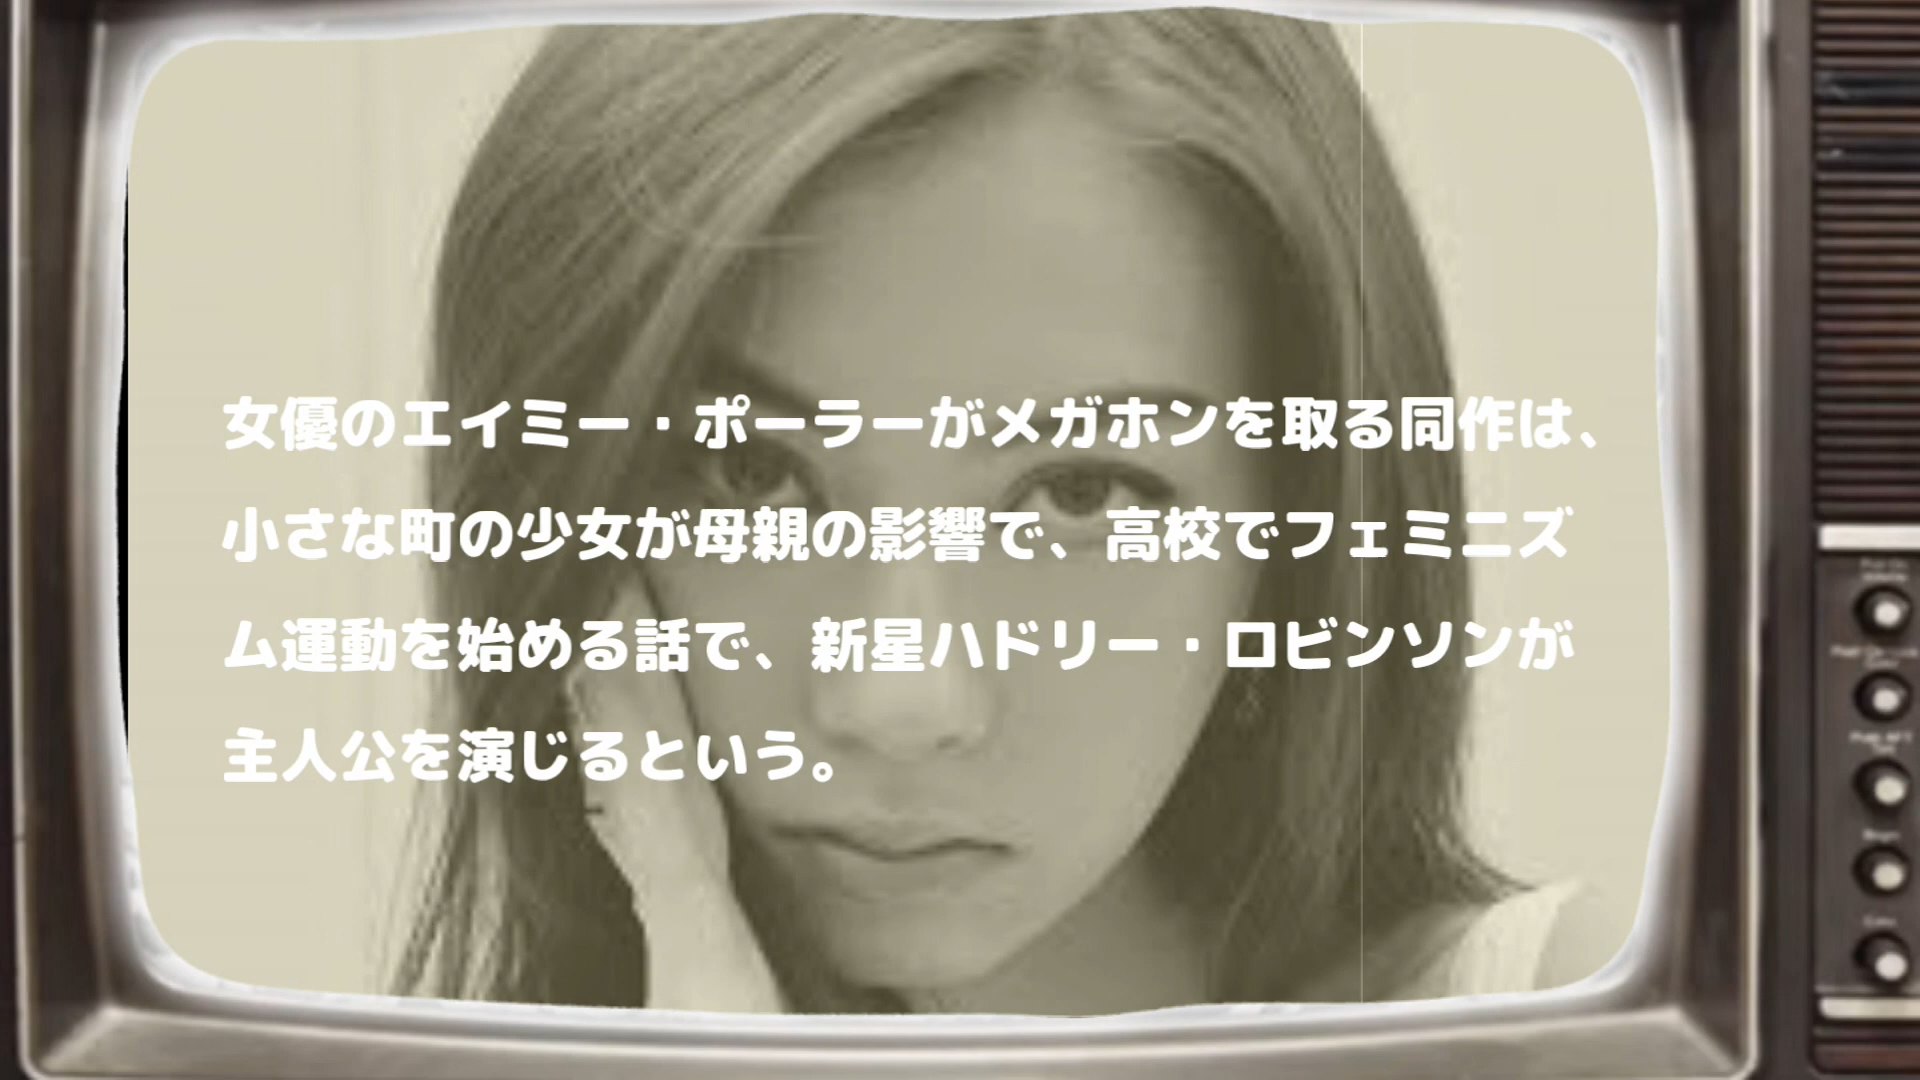 女優のエイミー・ポーラーがメガホンを取る同作は、
小さな町の少女が母親の影響で、高校でフェミニズ
ム運動を始める話で、新星ハドリー・ロビンソンが
主人公を演じるという。